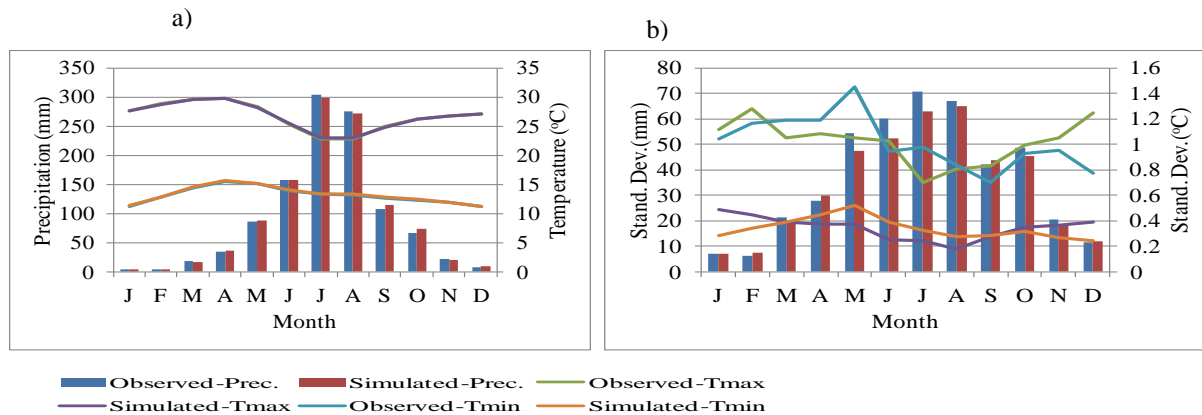 a)
b)
350
300
250
200
150
100
50
0
Precipitation (mm)
35
30
25
20
15
10
5
0
Temperature (°C)
J F M A M J J A S O N D
Month
80
70
60
50
40
30
20
10
0
Stand. Dev.(mm)
1.6
1.4
1.2
1
0.8
0.6
0.4
0.2
0
Stand.Dev.(°C)
J F M A M J J A S O N D
Month
Observed-Prec. Simulated-Prec. Observed-Tmax
Simulated-Tmax Observed-Tmin Simulated-Tmin